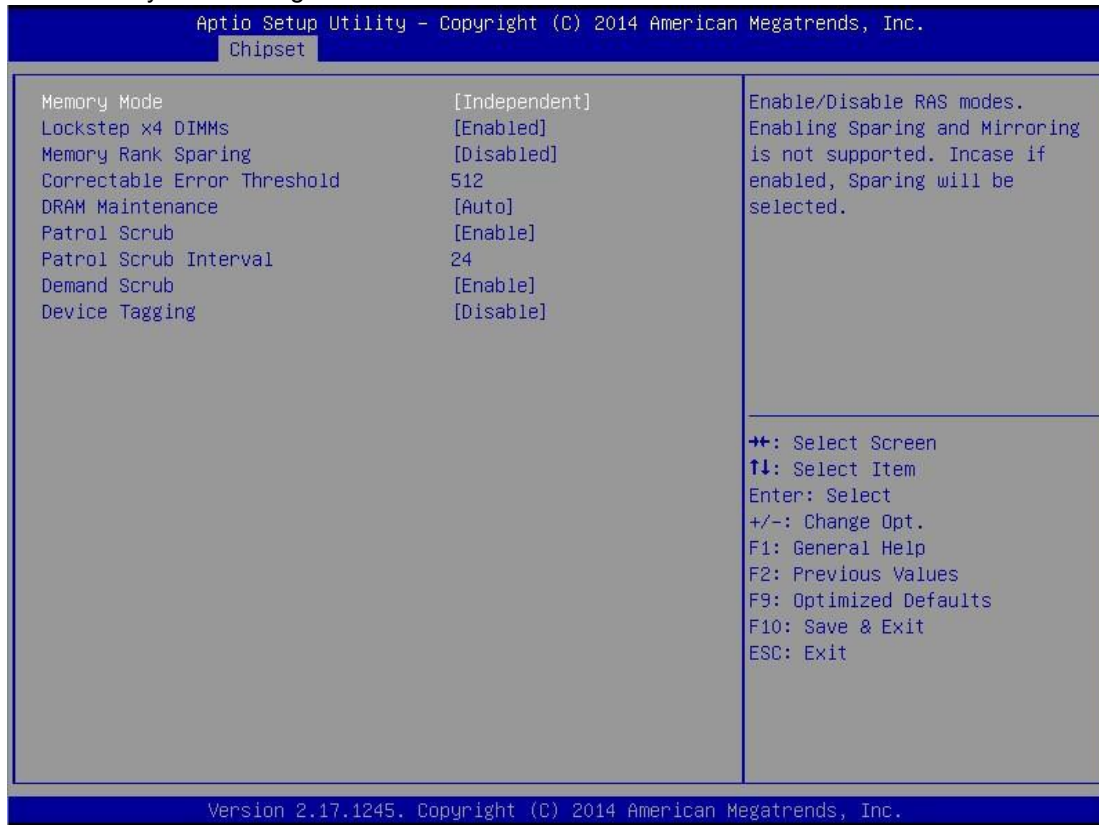 Aptio Setup Utility – Copyright (C) 2014 American Megatrends, Inc.
Chipset
Memory Mode [Independent]
Lockstep x4 DIMMs [Enabled]
Memory Rank Sparing [Disabled]
Correctable Error Threshold 512
DRAM Maintenance [Auto]
Patrol Scrub [Enable]
Patrol Scrub Interval 24
Demand Scrub [Enable]
Device Tagging [Disable]
Enable/Disable RAS modes.
Enabling Sparing and Mirroring
is not supported. Incase if
enabled, Sparing will be
selected.
→←: Select Screen
↑↓: Select Item
Enter: Select
+/-: Change Opt.
F1: General Help
F2: Previous Values
F9: Optimized Defaults
F10: Save & Exit
ESC: Exit
Version 2.17.1245. Copyright (C) 2014 American Megatrends, Inc.